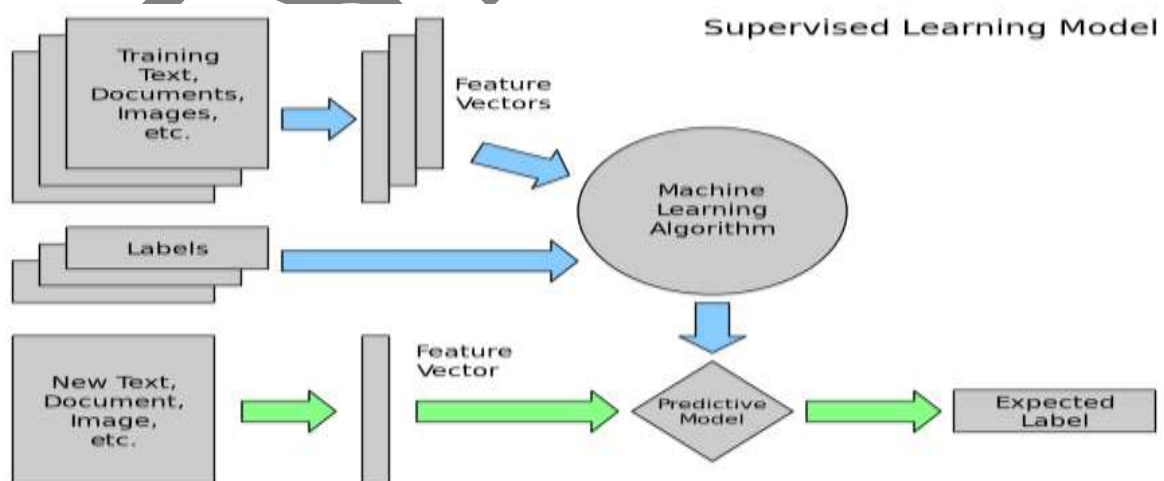 Supervised Learning Model
Training
Text,
Documents,
Images,
etc.
Feature
Vectors
Machine
Learning
Algorithm
Labels
New Text,
Document,
Image,
etc.
Feature
Vector
Predictive
Model
Expected
Label